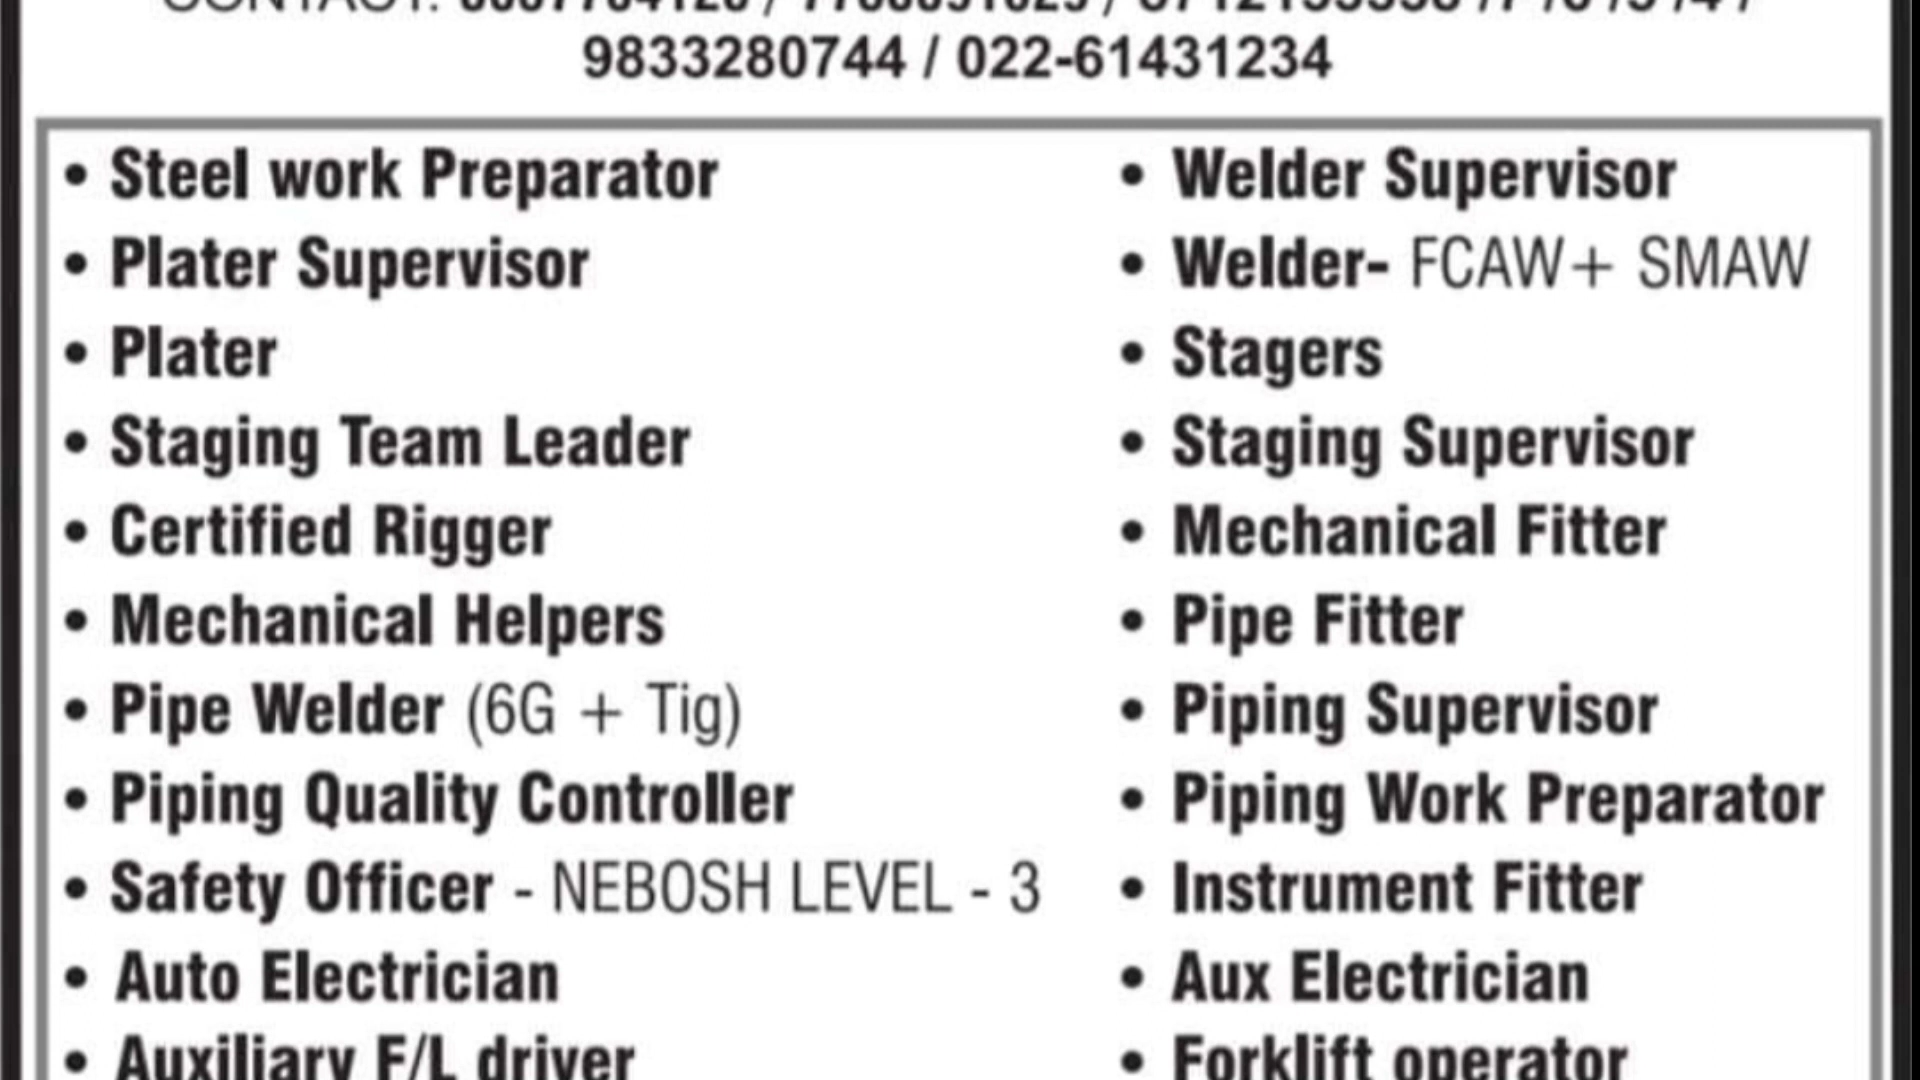 CONTACT:
9833280744 / 022-61431234
• Steel work Preparator
• Plater Supervisor
• Plater
• Staging Team Leader
• Certified Rigger
• Mechanical Helpers
• Pipe Welder (6G + Tig)
• Piping Quality Controller
• Safety Officer - NEBOSH LEVEL - 3
• Auto Electrician
• Auxiliary F/L driver
• Welder Supervisor
• Welder- FCAW+ SMAW
• Stagers
• Staging Supervisor
• Mechanical Fitter
• Pipe Fitter
• Piping Supervisor
• Piping Work Preparator
• Instrument Fitter
• Aux Electrician
• Forklift operator